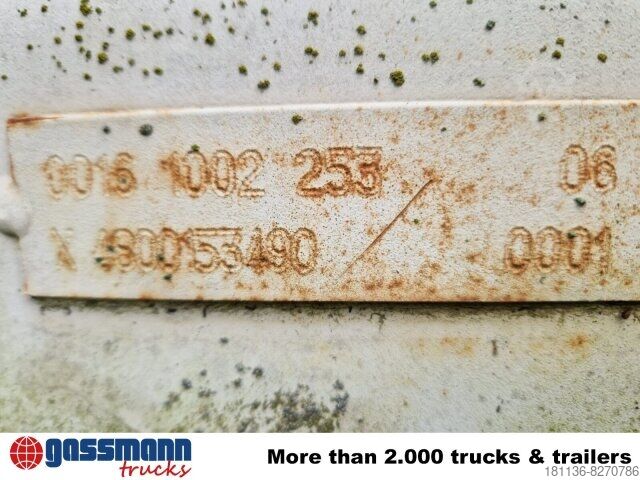 0016 1002 253 06
X 4800153490 / 0001
gassmann
trucks
More than 2.000 trucks & trailers
181136-8270786